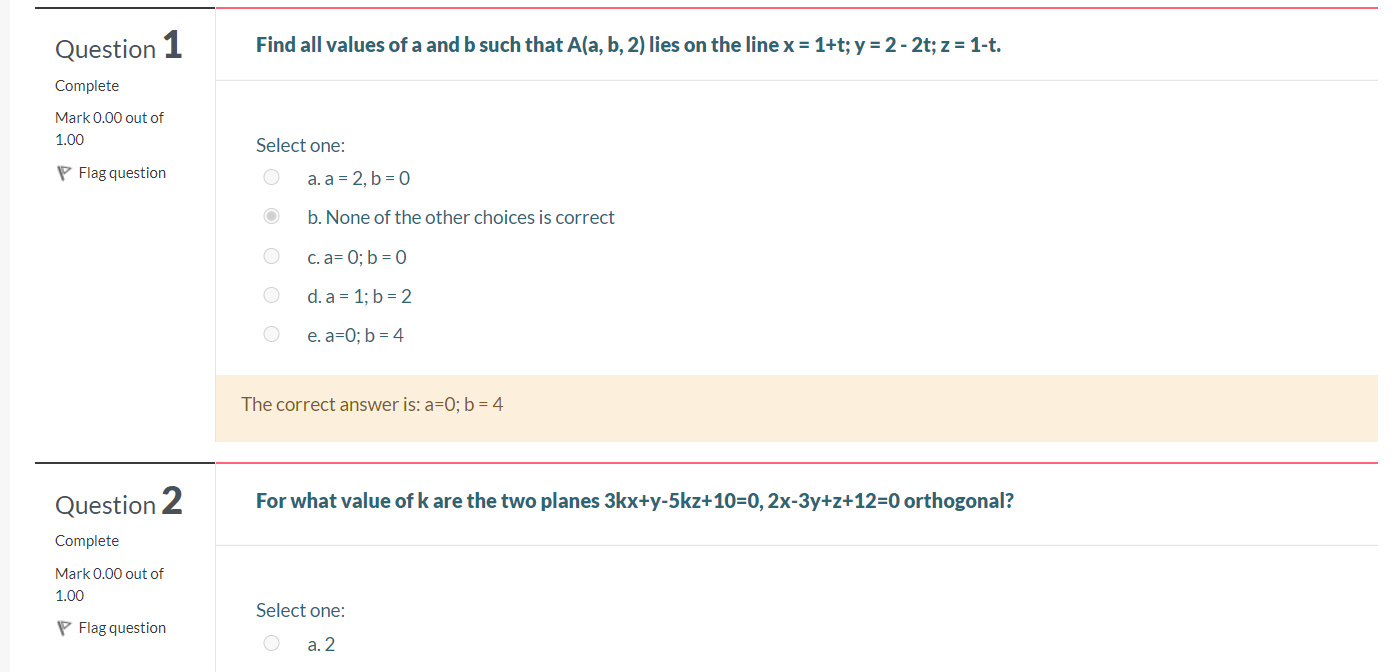 Question 1
Complete
Mark 0.00 out of
1.00
Flag question
Find all values of a and b such that A(a, b, 2) lies on the line x = 1+t; y = 2 - 2t; z = 1-t.
Select one:
a. a = 2, b = 0
b. None of the other choices is correct
c. a= 0; b = 0
d. a = 1; b = 2
e. a=0; b = 4
The correct answer is: a=0; b = 4
Question 2
Complete
Mark 0.00 out of
1.00
Flag question
For what value of k are the two planes 3kx+y-5kz+10=0, 2x-3y+z+12=0 orthogonal?
Select one:
a. 2